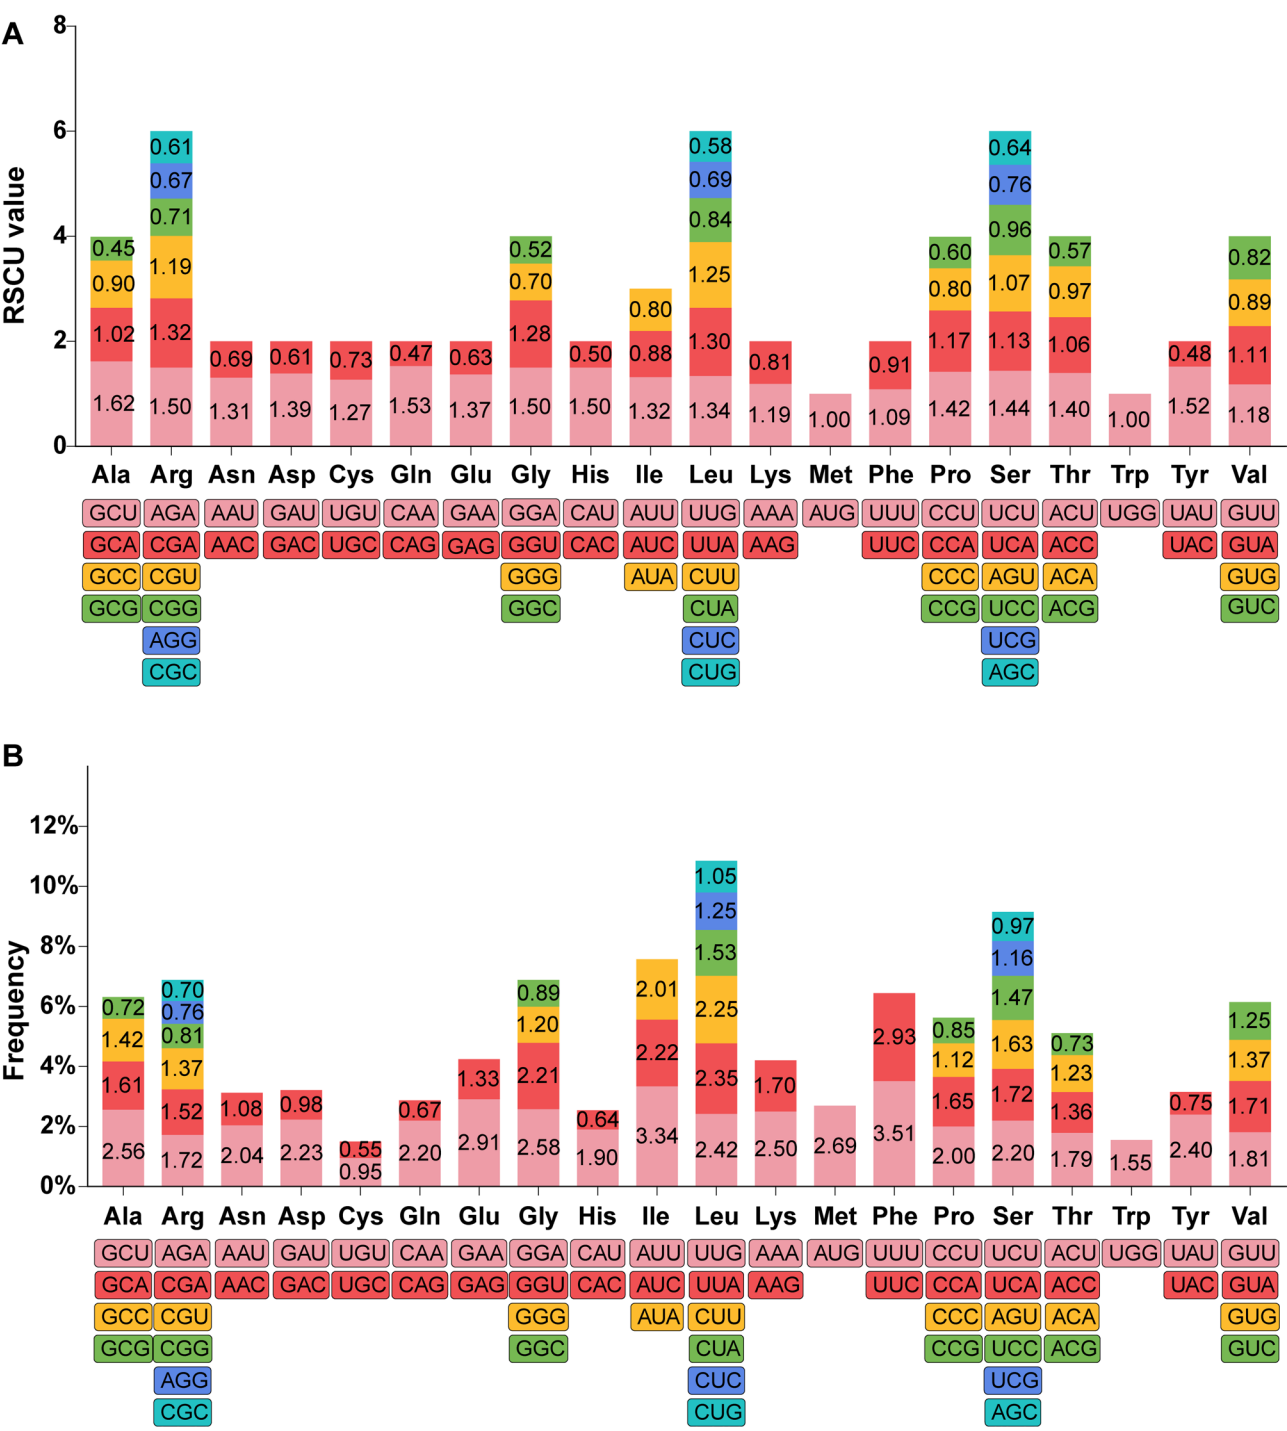 A
RSCU value
8
6
4
2
0
0.61 0.58 0.64
0.67 0.69 0.76
0.71 0.84 0.96
0.45 1.19 0.52 1.25 0.60 1.07 0.57 0.82
0.90 0.70 0.80 0.80 0.97 0.89
1.02 1.32 0.69 0.61 0.73 0.47 0.63 1.28 0.50 0.88 1.30 0.81 0.91 1.17 1.13 1.06 0.48 1.11
1.62 1.50 1.31 1.39 1.27 1.53 1.37 1.50 1.50 1.32 1.34 1.19 1.00 1.09 1.42 1.44 1.40 1.00 1.52 1.18
Ala Arg Asn Asp Cys Gln Glu Gly His Ile Leu Lys Met Phe Pro Ser Thr Trp Tyr Val
GCU AGA AAU GAU UGU CAA GAA GGA CAU AUU UUG AAA AUG UUU CCU UCU ACU UGG UAU GUU
GCA CGA AAC GAC UGC CAG GAG GGU CAC AUC UUA AAG UUC CCA UCA ACC UAC GUA
GCC CGU GGG AUA CUU CCC AGU ACA GUG
GCG CGG GGC CUA CCG UCC ACG GUC
AGG CUC UCG
CGC CUG AGC
B
Frequency
12%
10%
8%
6%
4%
2%
0%
1.05
1.25 0.97
1.53 1.16
0.70 2.01 2.25 1.47
0.72 0.76 0.89 2.93 0.85 1.63 0.73 1.25
1.42 0.81 1.20 2.22 2.35 1.12 1.72 1.23 1.37
1.61 1.37 1.33 2.21 1.70 1.65 1.36 1.71
1.52 1.08 0.98 0.55 0.67 0.64 0.75
2.56 1.72 2.04 2.23 0.95 2.20 2.91 2.58 1.90 3.34 2.42 2.50 2.69 3.51 2.00 2.20 1.79 1.55 2.40 1.81
Ala Arg Asn Asp Cys Gln Glu Gly His Ile Leu Lys Met Phe Pro Ser Thr Trp Tyr Val
GCU AGA AAU GAU UGU CAA GAA GGA CAU AUU UUG AAA AUG UUU CCU UCU ACU UGG UAU GUU
GCA CGA AAC GAC UGC CAG GAG GGU CAC AUC UUA AAG UUC CCA UCA ACC UAC GUA
GCC CGU GGG AUA CUU CCC AGU ACA GUG
GCG CGG GGC CUA CCG UCC ACG GUC
AGG CUC UCG
CGC CUG AGC